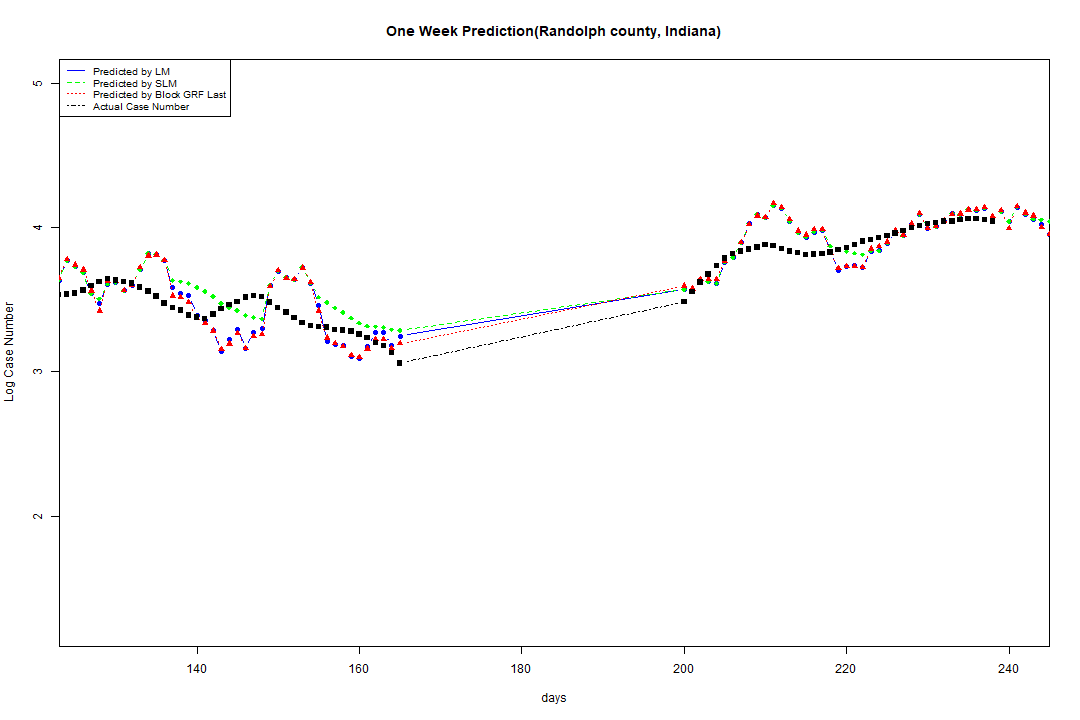 One Week Prediction(Randolph county, Indiana)
Predicted by LM
Predicted by SLM
Predicted by Block GRF Last
Actual Case Number
5
4
3
2
Log Case Number
140 160 180 200 220 240
days